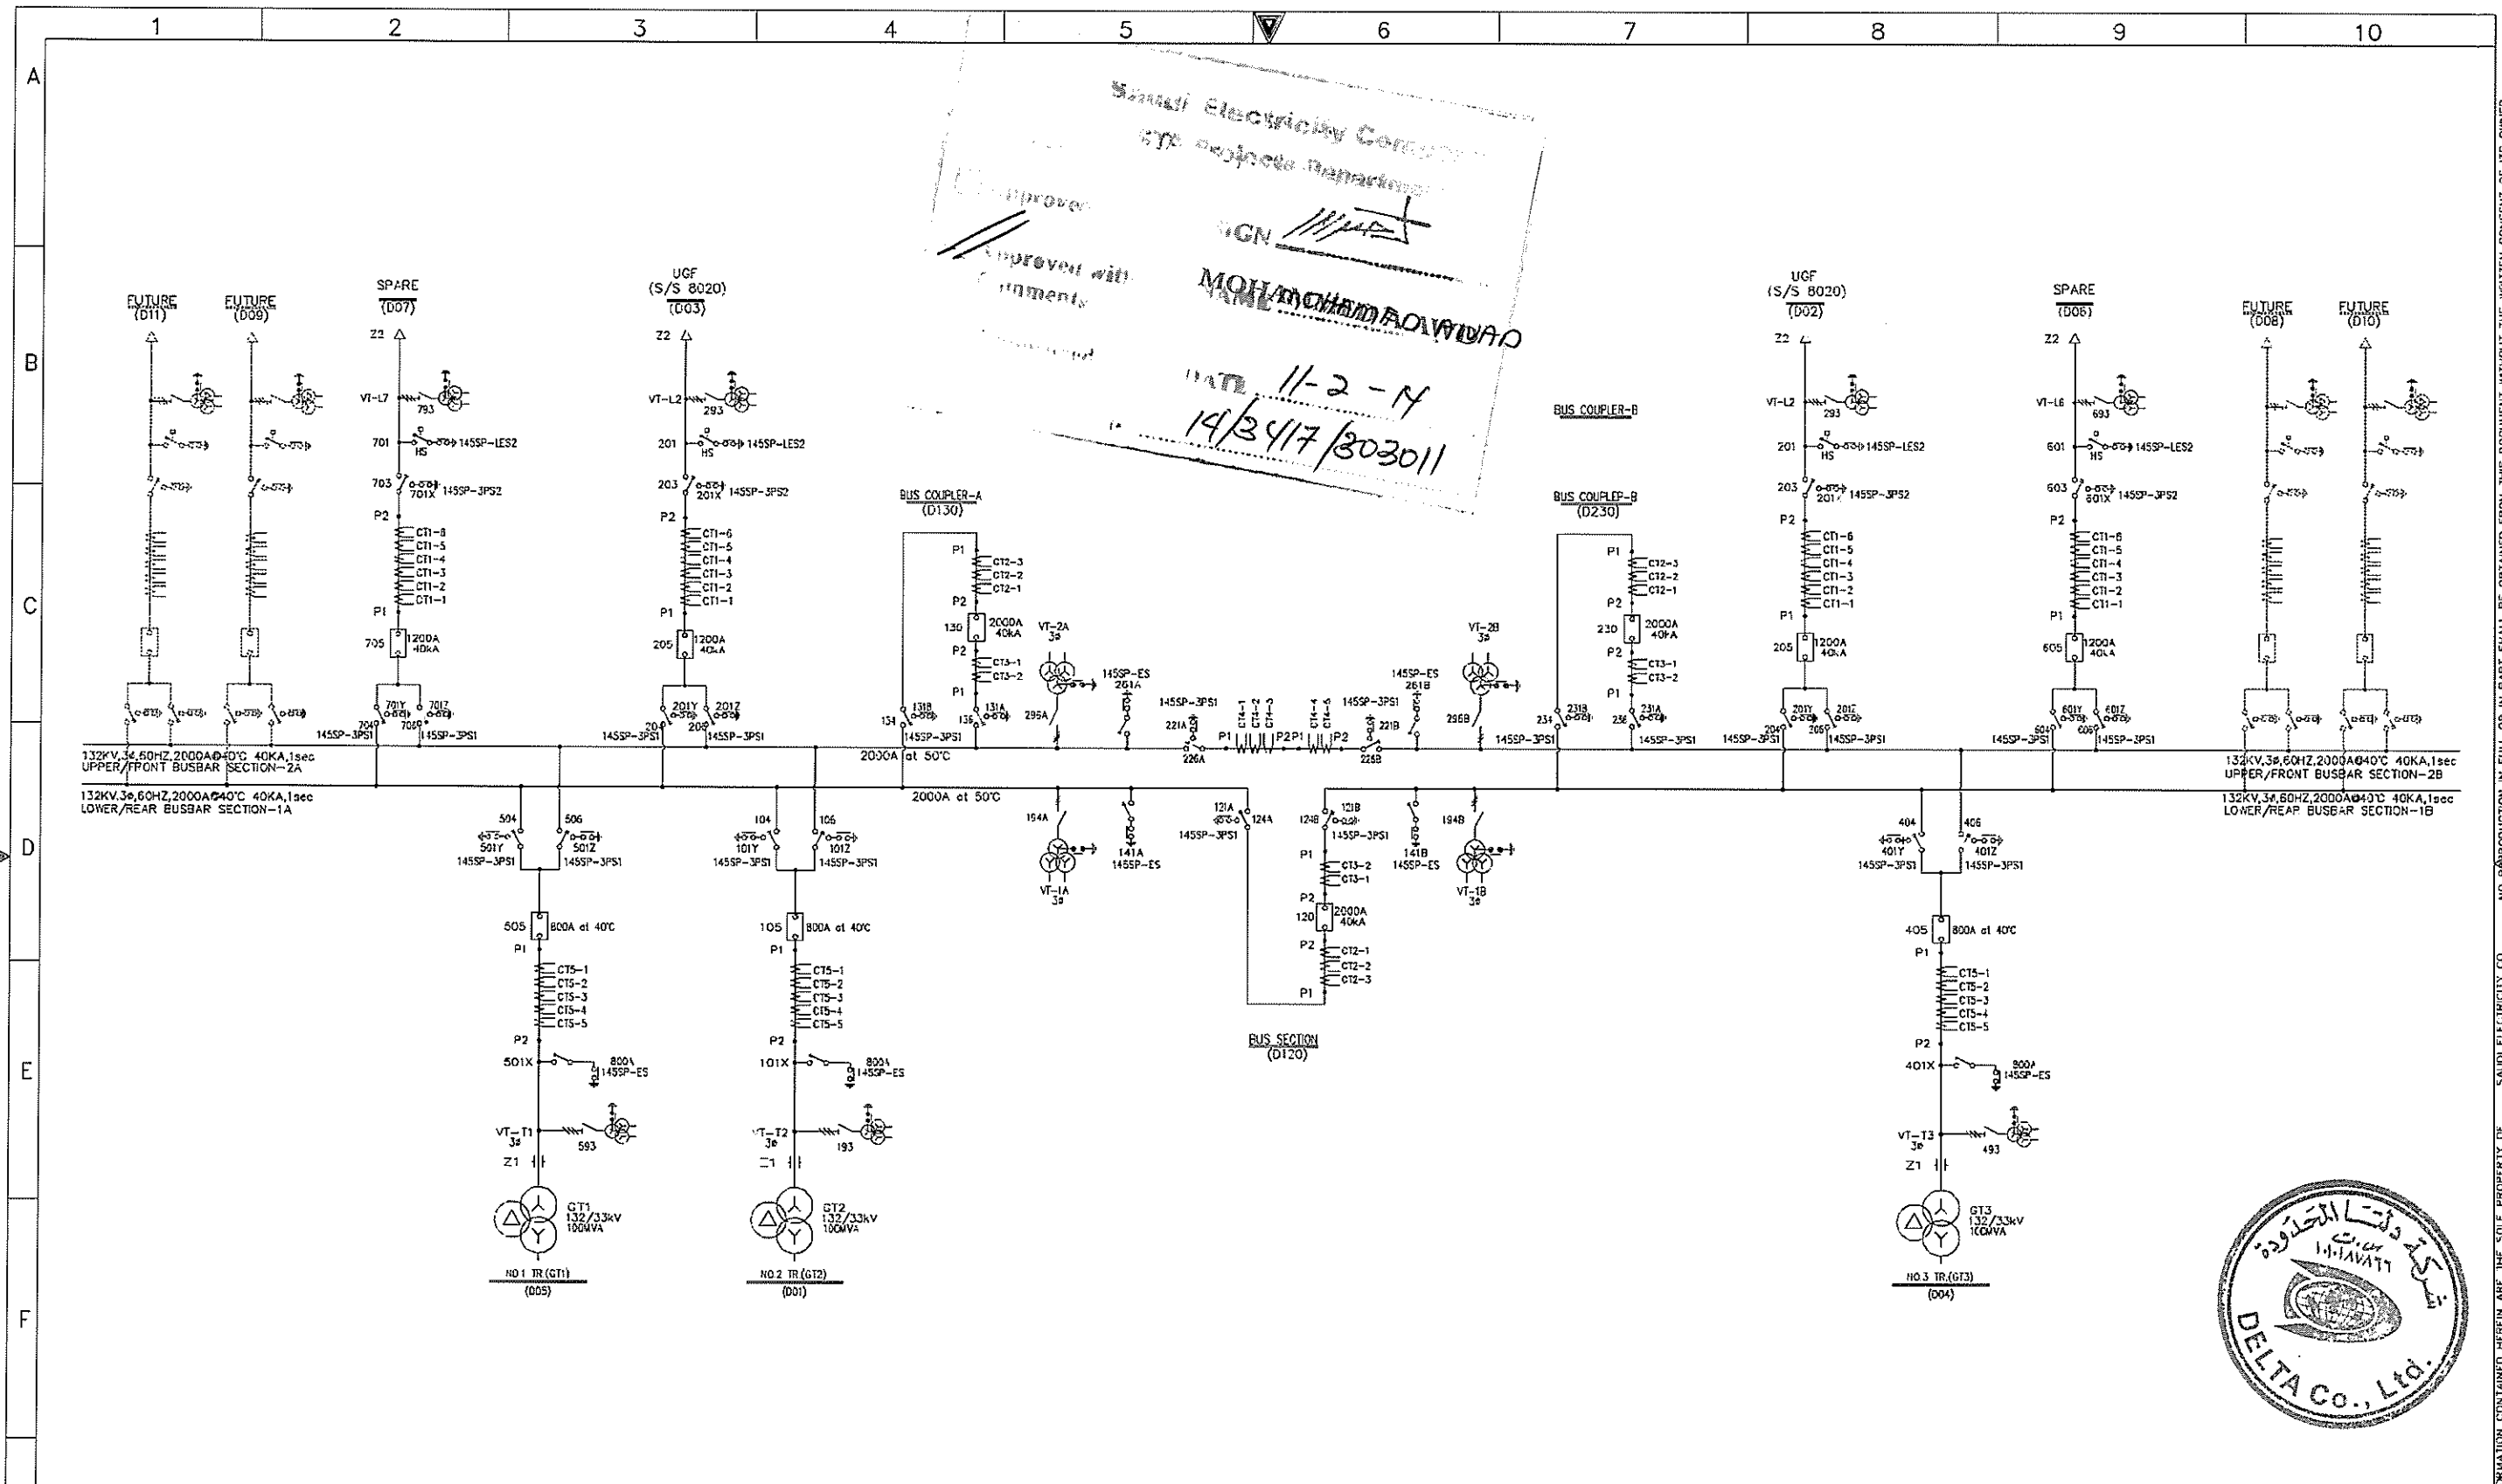 1 2 3 4 5 6 7 8 9 10
A
B
C
D
E
F
Saudi Electricity
Projects
Approved with
Comments
SIGN
NAME
DATE 11-2-14
14/3417/803011
FUTURE
(D11)
FUTURE
(D09)
SPARE
(D07)
Z2
VT-L7
793
701
HS
145SP-LES2
703
701X
145SP-3PS2
P2
CT1-6
CT1-5
CT1-4
CT1-3
CT1-2
CT1-1
P1
705
1200A
40kA
701Y
701Z
704
706
145SP-3PS1
145SP-3PS1
UGF
(S/S 8020)
(D03)
Z2
VT-L2
293
201
HS
145SP-LES2
203
201X
145SP-3PS2
P2
CT1-6
CT1-5
CT1-4
CT1-3
CT1-2
CT1-1
P1
205
1200A
40kA
201Y
201Z
204
206
145SP-3PS1
145SP-3PS1
BUS COUPLER-A
(D130)
P1
CT2-3
CT2-2
CT2-1
P2
130
2000A
40kA
P2
CT3-1
CT3-2
P1
131B
131A
134
136
145SP-3PS1
145SP-3PS1
VT-2A
3ø
296A
145SP-ES
261A
145SP-3PS1
221A
226A
P1
CT4-1
CT4-2
CT4-3
P2
P1
CT4-4
CT4-5
P2
145SP-3PS1
221B
226B
145SP-ES
261B
VT-2B
3ø
296B
BUS COUPLER-B
BUS COUPLER-B
(D230)
P1
CT2-3
CT2-2
CT2-1
P2
230
2000A
40kA
P2
CT3-1
CT3-2
P1
231B
231A
234
236
145SP-3PS1
145SP-3PS1
UGF
(S/S 8020)
(D02)
Z2
VT-L2
293
201
HS
145SP-LES2
203
201X
145SP-3PS2
P2
CT1-6
CT1-5
CT1-4
CT1-3
CT1-2
CT1-1
P1
205
1200A
40kA
201Y
201Z
204
206
145SP-3PS1
145SP-3PS1
SPARE
(D06)
Z2
VT-L6
693
601
HS
145SP-LES2
603
601X
145SP-3PS2
P2
CT1-6
CT1-5
CT1-4
CT1-3
CT1-2
CT1-1
P1
605
1200A
40kA
601Y
601Z
604
606
145SP-3PS1
145SP-3PS1
FUTURE
(D08)
FUTURE
(D10)
132KV,3ø,60HZ,2000A@40°C 40KA,1sec
UPPER/FRONT BUSBAR SECTION-2A
132KV,3ø,60HZ,2000A@40°C 40KA,1sec
LOWER/REAR BUSBAR SECTION-1A
2000A at 50°C
2000A at 50°C
132KV,3ø,60HZ,2000A@40°C 40KA,1sec
UPPER/FRONT BUSBAR SECTION-2B
132KV,3ø,60HZ,2000A@40°C 40KA,1sec
LOWER/REAR BUSBAR SECTION-1B
504
506
501Y
501Z
145SP-3PS1
145SP-3PS1
505
800A at 40°C
P1
CT5-1
CT5-2
CT5-3
CT5-4
CT5-5
P2
501X
800A
145SP-ES
VT-T1
3ø
593
Z1
GT1
132/33kV
100MVA
NO.1 TR.(GT1)
(D05)
104
106
101Y
101Z
145SP-3PS1
145SP-3PS1
105
800A at 40°C
P1
CT5-1
CT5-2
CT5-3
CT5-4
CT5-5
P2
101X
800A
145SP-ES
VT-T2
3ø
193
Z1
GT2
132/33kV
100MVA
NO.2 TR.(GT2)
(D01)
194A
VT-1A
3ø
141A
145SP-ES
121A
124A
145SP-3PS1
121B
124B
145SP-3PS1
P1
CT3-2
CT3-1
P2
120
2000A
40kA
P2
CT2-1
CT2-2
CT2-3
P1
BUS SECTION
(D120)
141B
145SP-ES
194B
VT-1B
3ø
404
406
401Y
401Z
145SP-3PS1
145SP-3PS1
405
800A at 40°C
P1
CT5-1
CT5-2
CT5-3
CT5-4
CT5-5
P2
401X
800A
145SP-ES
VT-T3
3ø
493
Z1
GT3
132/33kV
100MVA
NO.3 TR.(GT3)
(D04)
شركة دلتا المحدودة
س.ت
DELTA Co., Ltd.